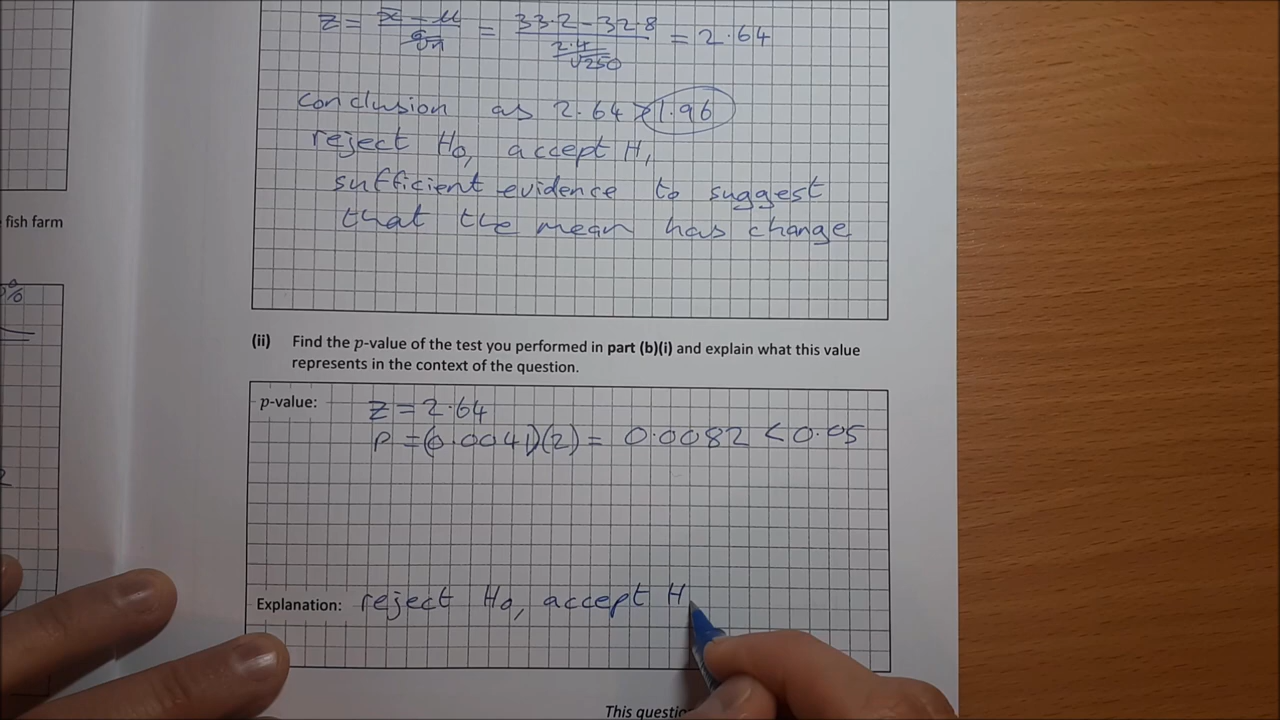 z = x̄ - μ / σ/√n = 33.2 - 32.8 / 2.4/√250 = 2.64
conclusion as 2.64 > 1.96
reject H₀, accept H₁
sufficient evidence to suggest
that the mean has change
fish farm
%
(ii) Find the p-value of the test you performed in part (b)(i) and explain what this value
represents in the context of the question.
p-value: z = 2.64
P = (0.0041)(2) = 0.0082 < 0.05
Explanation: reject H₀, accept H
This questio